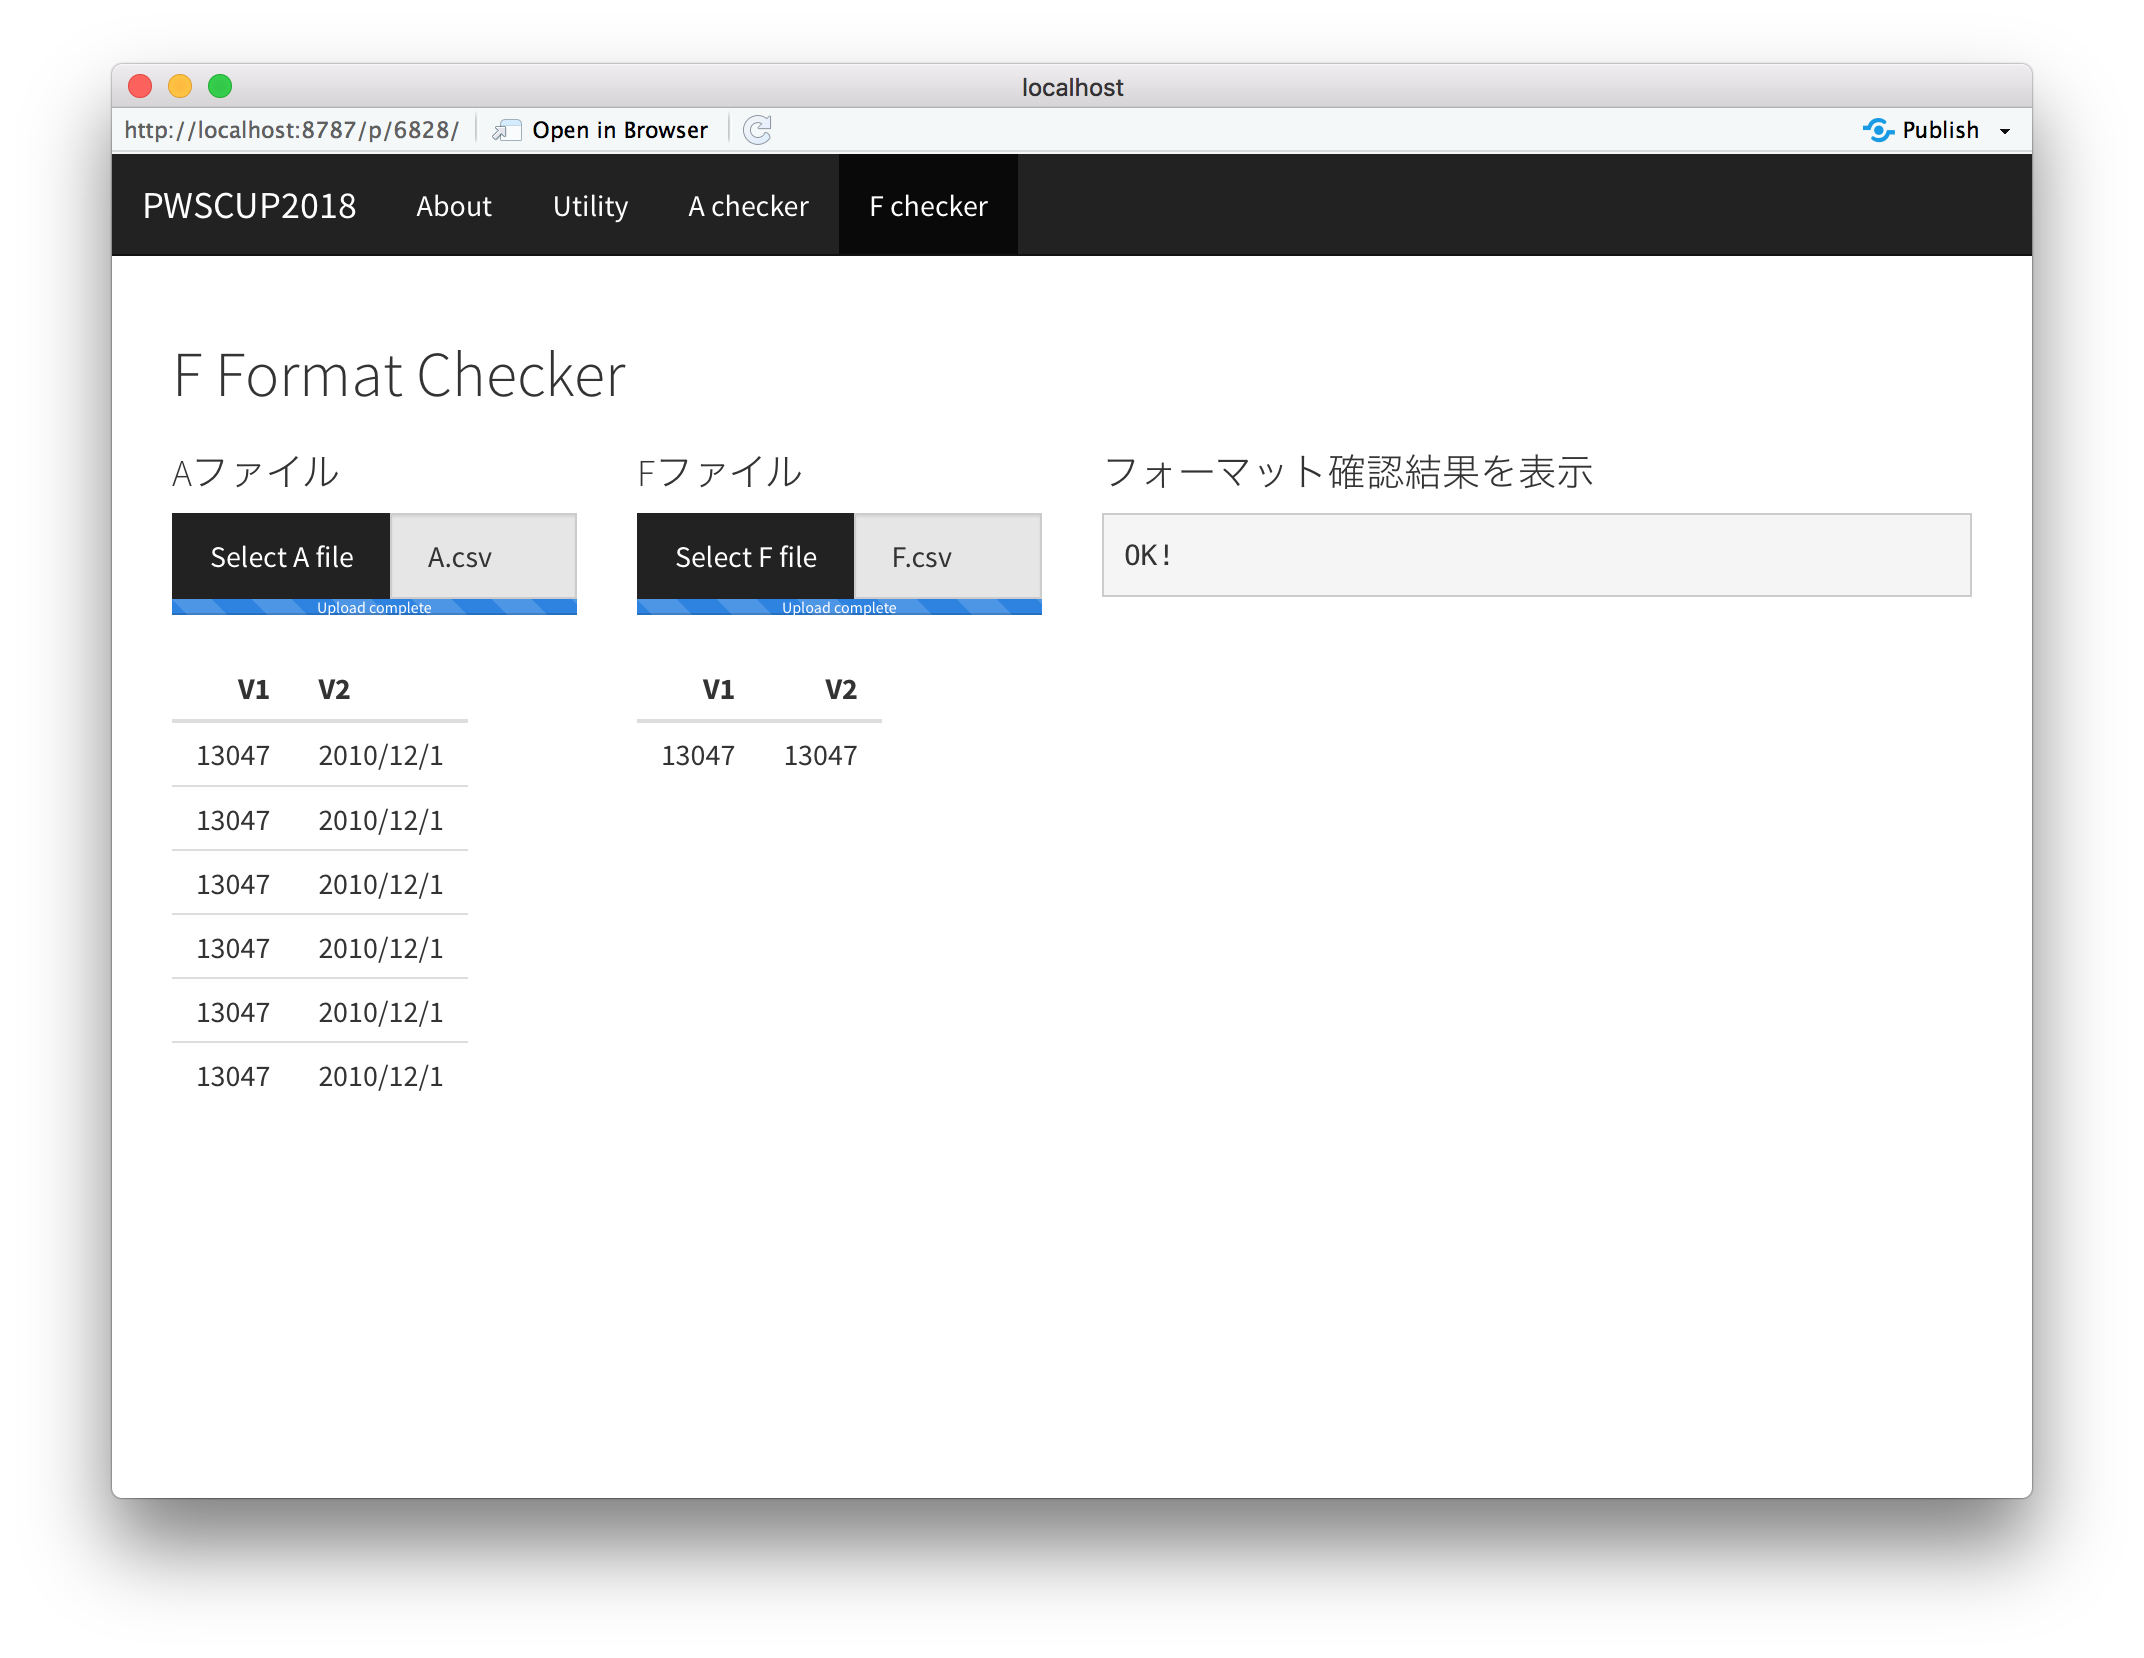 localhost
http://localhost:8787/p/6828/ Open in Browser Publish
PWSCUP2018 About Utility A checker F checker
F Format Checker
Aファイル Fファイル フォーマット確認結果を表示
Select A file A.csv Select F file F.csv OK!
Upload complete Upload complete
V1 V2 V1 V2
13047 2010/12/1 13047 13047
13047 2010/12/1
13047 2010/12/1
13047 2010/12/1
13047 2010/12/1
13047 2010/12/1